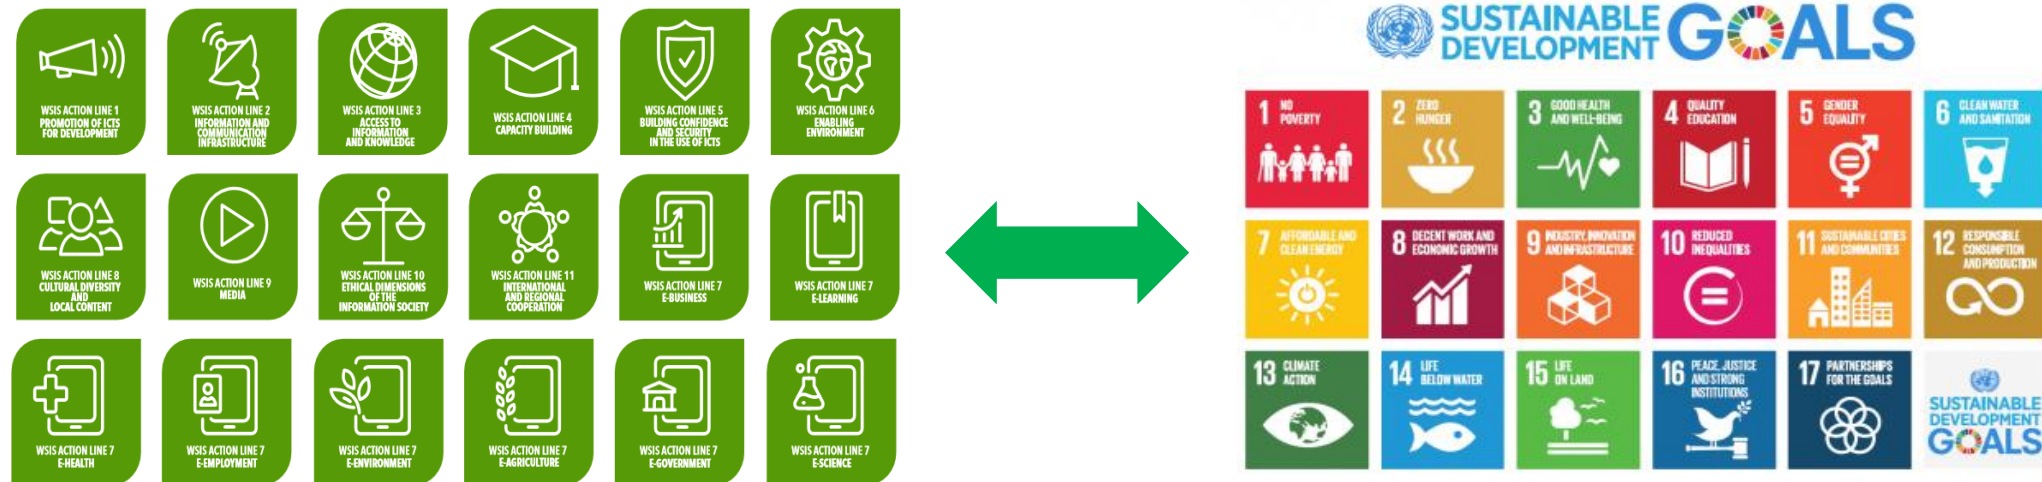 WSIS ACTION LINE 1
PROMOTION OF ICTS
FOR DEVELOPMENT
WSIS ACTION LINE 2
INFORMATION AND
COMMUNICATION
INFRASTRUCTURE
WSIS ACTION LINE 3
ACCESS TO
INFORMATION
AND KNOWLEDGE
WSIS ACTION LINE 4
CAPACITY BUILDING
WSIS ACTION LINE 5
BUILDING CONFIDENCE
AND SECURITY
IN THE USE OF ICTS
WSIS ACTION LINE 6
ENABLING
ENVIRONMENT
WSIS ACTION LINE 8
CULTURAL DIVERSITY
AND
LOCAL CONTENT
WSIS ACTION LINE 9
MEDIA
WSIS ACTION LINE 10
ETHICAL DIMENSIONS
OF THE
INFORMATION SOCIETY
WSIS ACTION LINE 11
INTERNATIONAL
AND REGIONAL
COOPERATION
WSIS ACTION LINE 7
E-BUSINESS
WSIS ACTION LINE 7
E-LEARNING
WSIS ACTION LINE 7
E-HEALTH
WSIS ACTION LINE 7
E-EMPLOYMENT
WSIS ACTION LINE 7
E-ENVIRONMENT
WSIS ACTION LINE 7
E-AGRICULTURE
WSIS ACTION LINE 7
E-GOVERNMENT
WSIS ACTION LINE 7
E-SCIENCE
SUSTAINABLE
DEVELOPMENT
GOALS
1 NO
POVERTY
2 ZERO
HUNGER
3 GOOD HEALTH
AND WELL-BEING
4 QUALITY
EDUCATION
5 GENDER
EQUALITY
6 CLEAN WATER
AND SANITATION
7 AFFORDABLE AND
CLEAN ENERGY
8 DECENT WORK AND
ECONOMIC GROWTH
9 INDUSTRY, INNOVATION
AND INFRASTRUCTURE
10 REDUCED
INEQUALITIES
11 SUSTAINABLE CITIES
AND COMMUNITIES
12 RESPONSIBLE
CONSUMPTION
AND PRODUCTION
13 CLIMATE
ACTION
14 LIFE
BELOW WATER
15 LIFE
ON LAND
16 PEACE, JUSTICE
AND STRONG
INSTITUTIONS
17 PARTNERSHIPS
FOR THE GOALS
SUSTAINABLE
DEVELOPMENT
GOALS